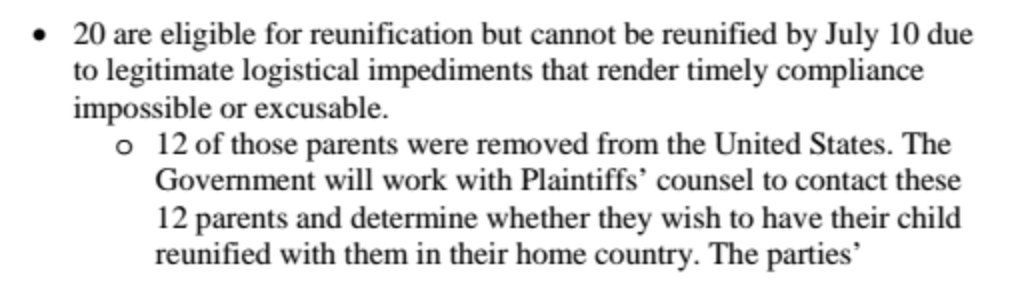 • 20 are eligible for reunification but cannot be reunified by July 10 due
to legitimate logistical impediments that render timely compliance
impossible or excusable.
o 12 of those parents were removed from the United States. The
Government will work with Plaintiffs’ counsel to contact these
12 parents and determine whether they wish to have their child
reunified with them in their home country. The parties’